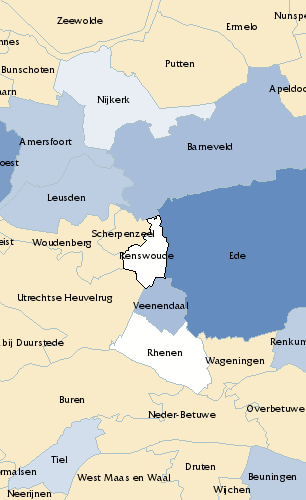 Nunspe
Zeewolde
Ermelo
nnes
Putten
Bunschoten
aarn
Apeldoo
Nijkerk
Amersfoort
Barneveld
oest
Leusden
Scherpenzeel
eist
Woudenberg
Renswoude
Ede
Utrechtse Heuvelrug
Veenendaal
bij Duurstede
Renkum
Rhenen
Wageningen
Buren
Neder-Betuwe
Overbetuwe
Tiel
Druten
ermalsen
West Maas en Waal
Beuningen
Wijchen
Neerijnen